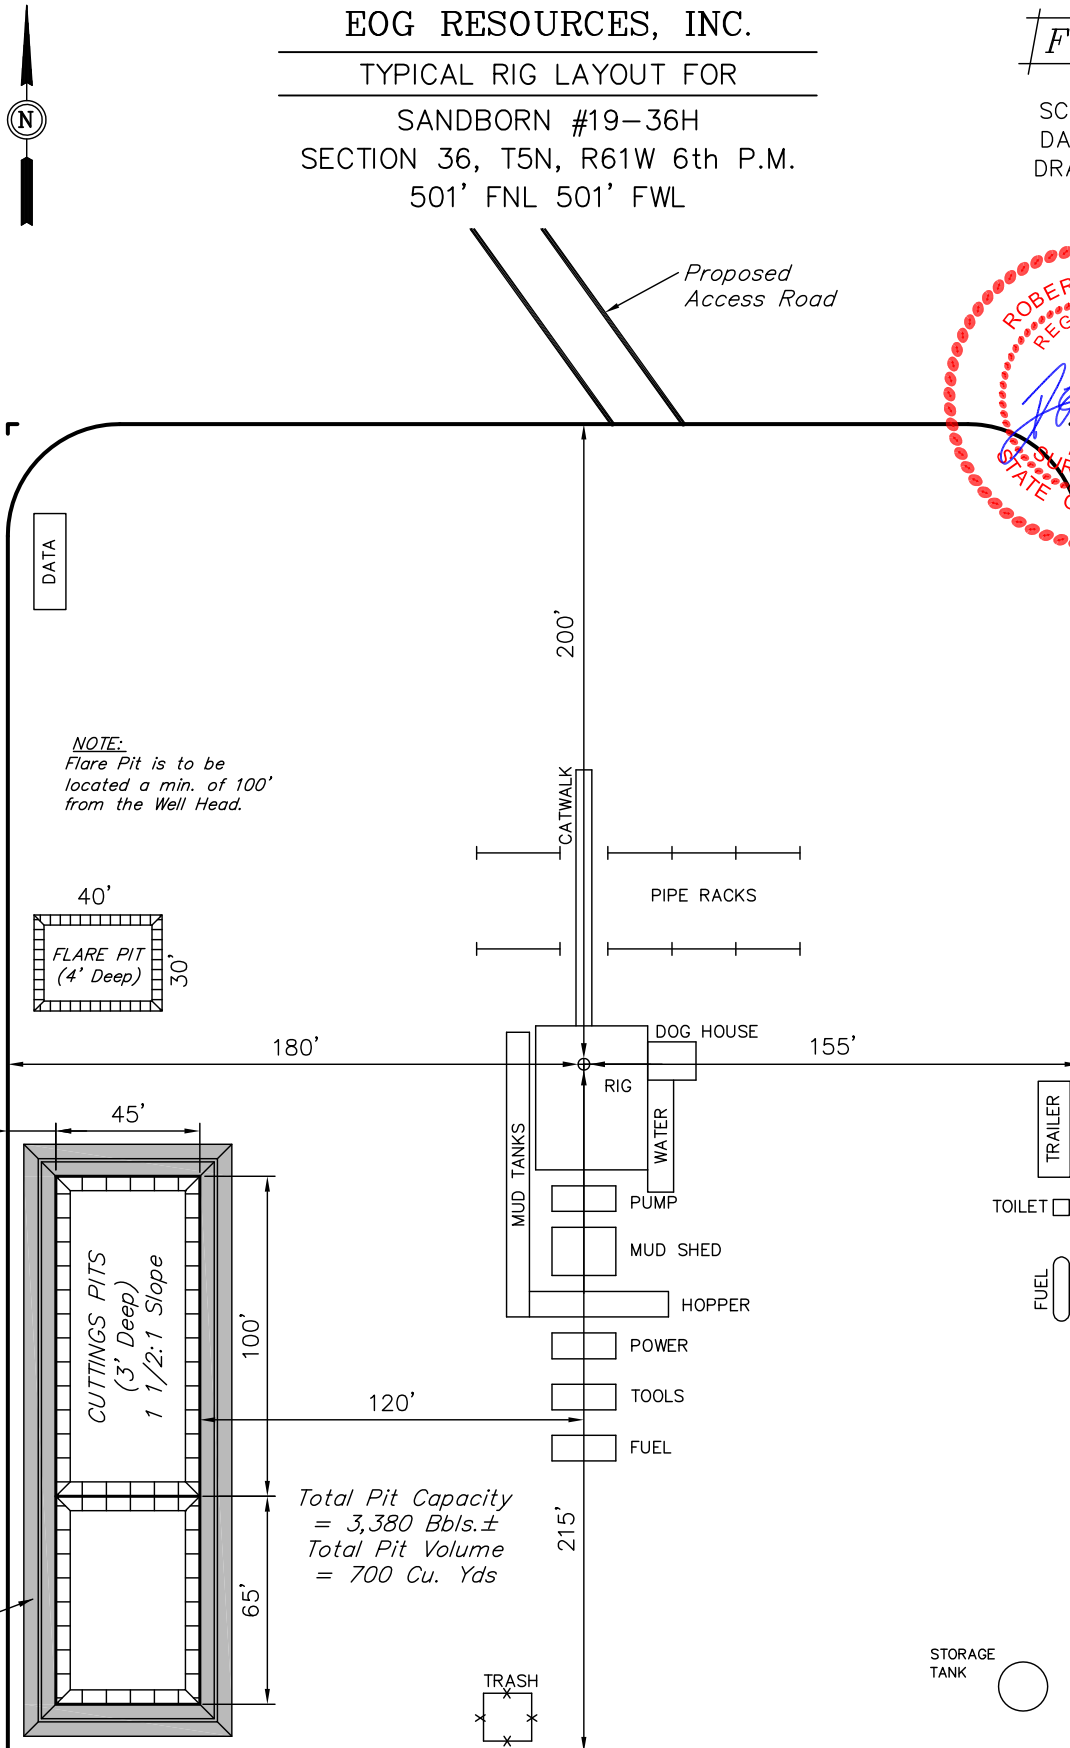 EOG RESOURCES, INC.
TYPICAL RIG LAYOUT FOR
SANDBORN #19-36H
SECTION 36, T5N, R61W 6th P.M.
501' FNL 501' FWL
N
F
Proposed
Access Road
REG
STATE
DATA
200'
NOTE:
Flare Pit is to be
located a min. of 100'
from the Well Head.
CATWALK
PIPE RACKS
40'
FLARE PIT
(4' Deep)
30'
DOG HOUSE
180'
155'
RIG
45'
MUD TANKS
WATER
TRAILER
PUMP
TOILET
MUD SHED
CUTTINGS PITS
(3' Deep)
1 1/2:1 Slope
100'
FUEL
HOPPER
POWER
120'
TOOLS
FUEL
Total Pit Capacity
= 3,380 Bbls.±
Total Pit Volume
= 700 Cu. Yds
215'
65'
STORAGE
TANK
TRASH